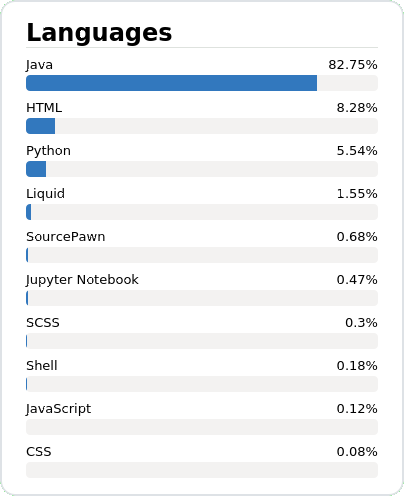 Languages
Java 82.75%
HTML 8.28%
Python 5.54%
Liquid 1.55%
SourcePawn 0.68%
Jupyter Notebook 0.47%
SCSS 0.3%
Shell 0.18%
JavaScript 0.12%
CSS 0.08%